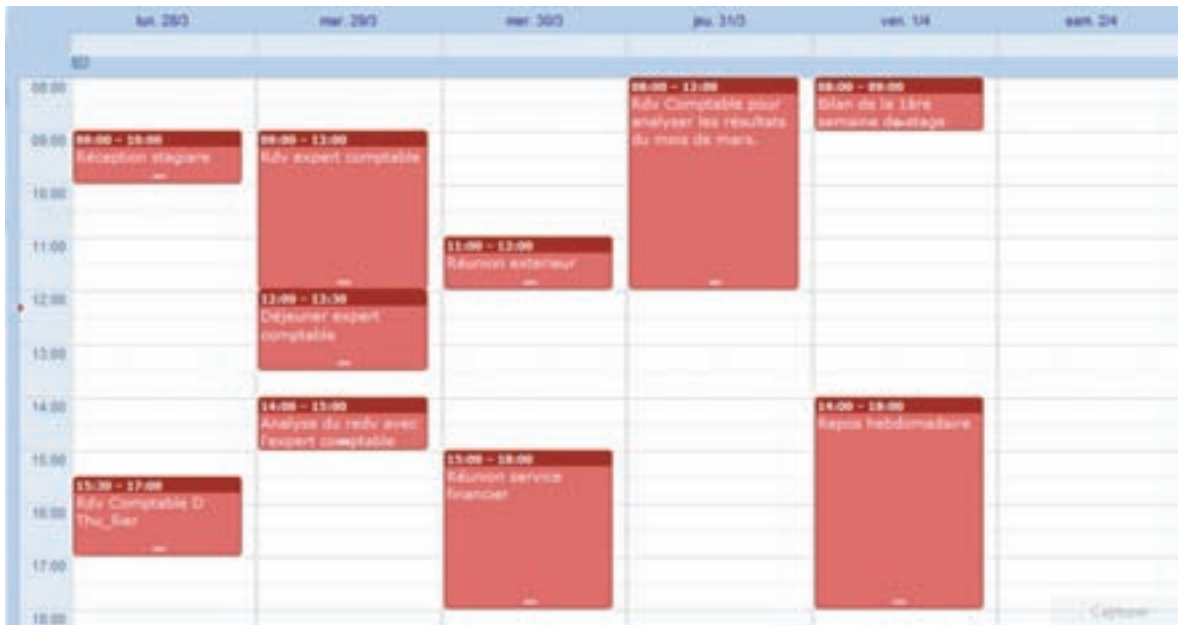 lun. 28/3
mar. 29/3
mer. 30/3
jeu. 31/3
ven. 1/4
sam. 2/4
08:00
09:00
10:00
11:00
12:00
13:00
14:00
15:00
16:00
17:00
18:00
09:00 - 10:00
Réception stagiare
15:30 - 17:00
Rdv Comptable D
09:00 - 12:00
Rdv expert comptable
12:00 - 13:30
Déjeuner expert
comptable
14:00 - 15:00
Analyse du redv avec
l'expert comptable
11:00 - 12:00
Réunion exterieur
15:00 - 18:00
Réunion service
financier
08:00 - 12:00
Rdv Comptable pour
analyser les résultats
du mois de mars.
08:00 - 09:00
Bilan de la 1ère
semaine de stage
14:00 - 18:00
Repos hebdomadaire